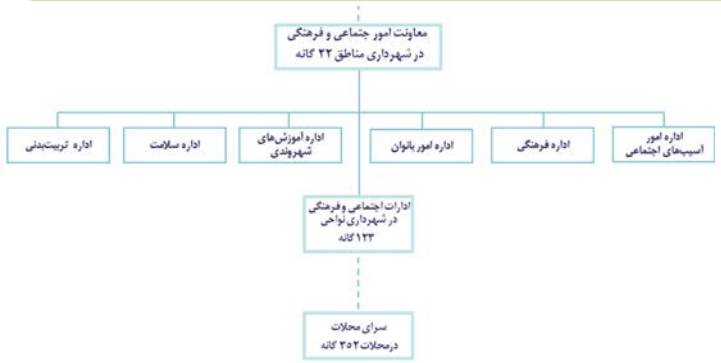 معاونت امور جتماعی و فرهنگی
در شهرداری مناطق ۲۲ گانه
اداره امور
آسیب‌های اجتماعی
اداره فرهنگی
اداره امور بانوان
اداره آموزش‌های
شهروندی
اداره سلامت
اداره تربیت‌بدنی
ادارات اجتماعی و فرهنگی
در شهرداری نواحی
۱۲۳ گانه
سرای محلات
درمحلات ۳۵۲ گانه